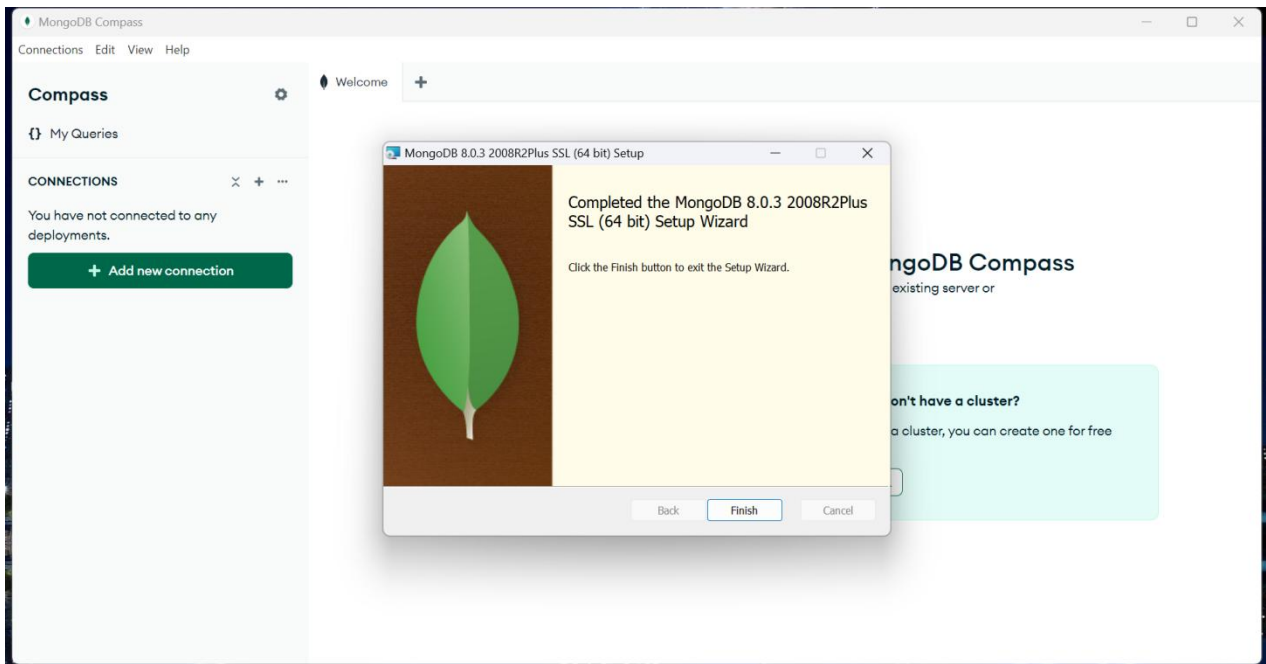 MongoDB Compass
Connections Edit View Help
Compass
{} My Queries
CONNECTIONS
You have not connected to any
deployments.
+ Add new connection
Welcome +
MongoDB 8.0.3 2008R2Plus SSL (64 bit) Setup
Completed the MongoDB 8.0.3 2008R2Plus
SSL (64 bit) Setup Wizard
Click the Finish button to exit the Setup Wizard.
Back Finish Cancel
ngoDB Compass
existing server or
on't have a cluster?
a cluster, you can create one for free